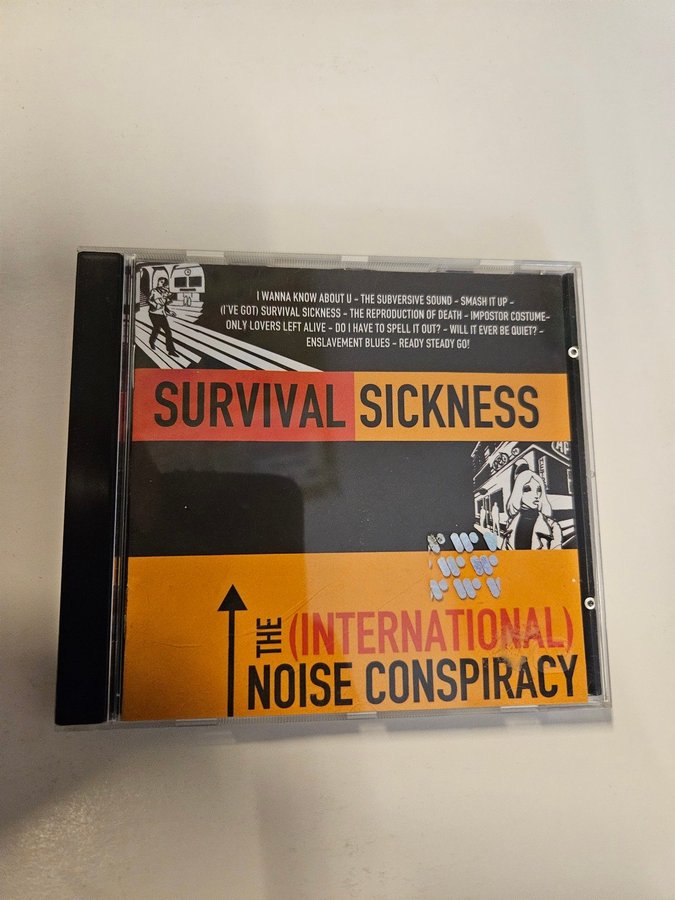 I WANNA KNOW ABOUT U - THE SUBVERSIVE SOUND - SMASH IT UP -
(I'VE GOT) SURVIVAL SICKNESS - THE REPRODUCTION OF DEATH - IMPOSTOR COSTUME-
ONLY LOVERS LEFT ALIVE - DO I HAVE TO SPELL IT OUT? - WILL IT EVER BE QUIET? -
ENSLAVEMENT BLUES - READY STEADY GO!
SURVIVAL SICKNESS
THE (INTERNATIONAL)
NOISE CONSPIRACY